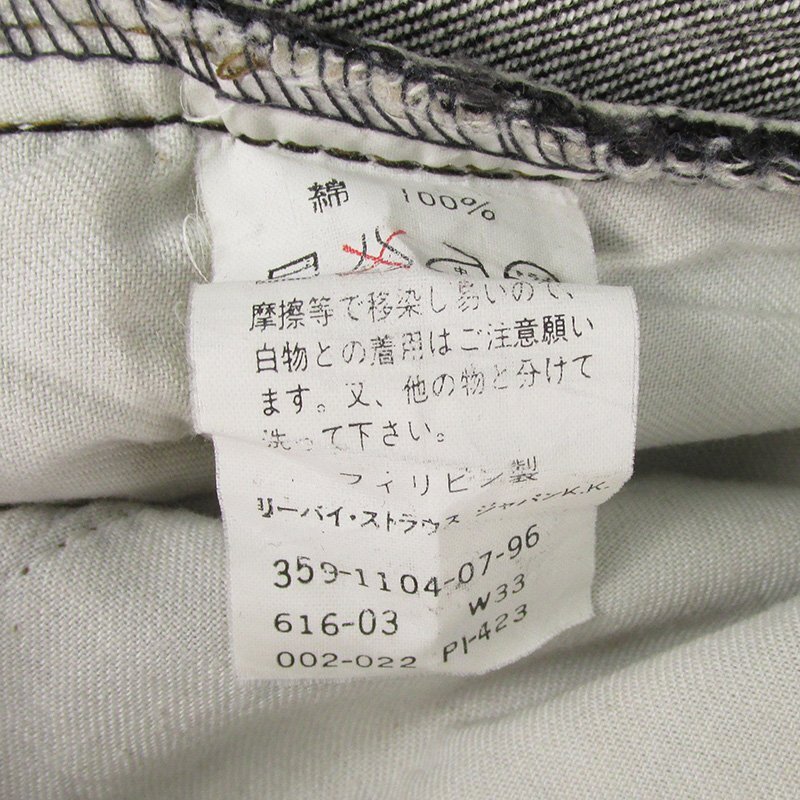 綿 100%
摩擦等で移染し易いので、
白物との着用はご注意願い
ます。又、他の物と分けて
洗って下さい。
フィリピン製
リーバイ・ストラウス ジャパンK.K.
359-1104-07-96
616-03 W33
002-022 PI-423